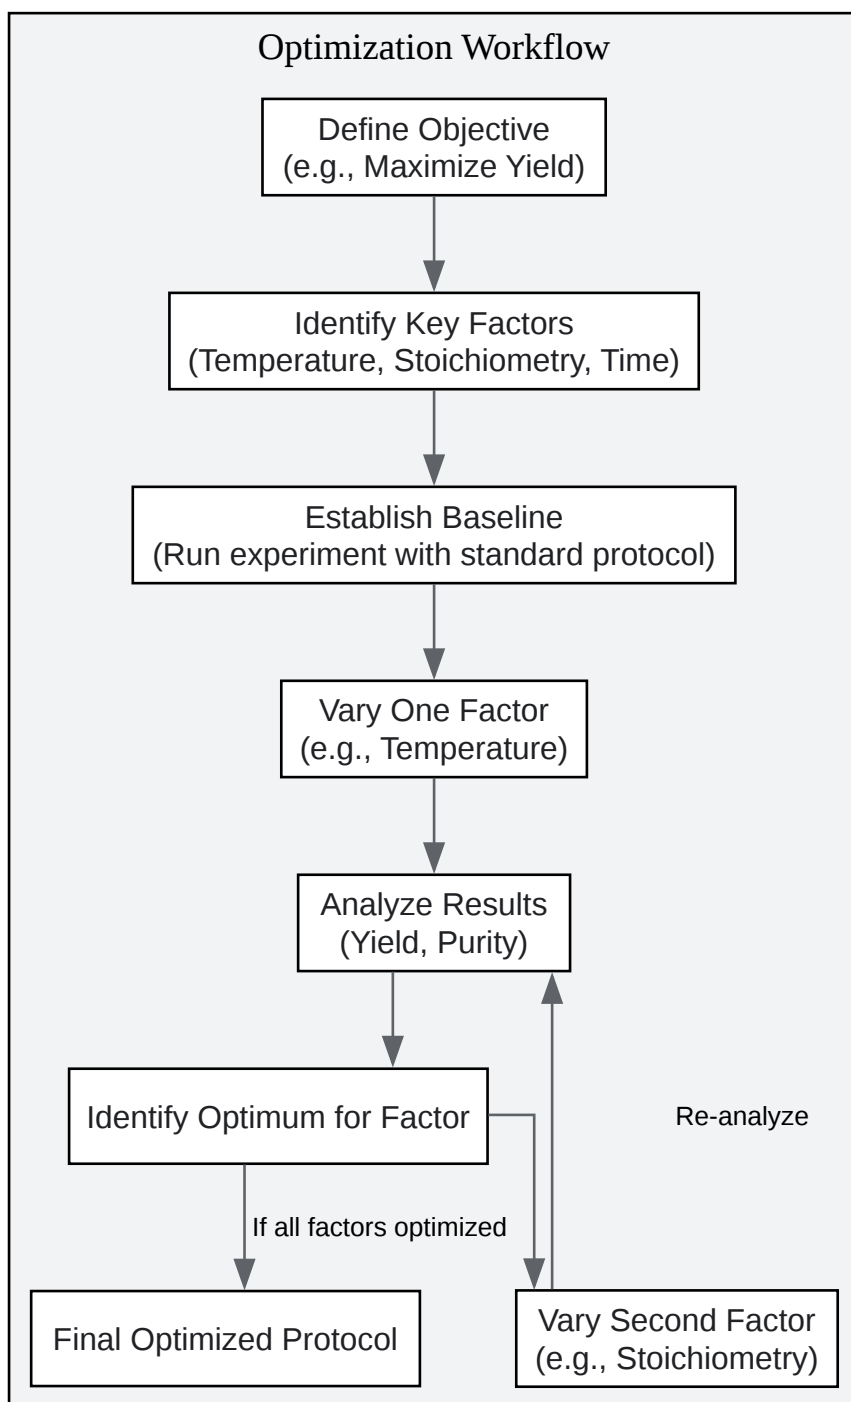 Optimization Workflow
Define Objective
(e.g., Maximize Yield)
Identify Key Factors
(Temperature, Stoichiometry, Time)
Establish Baseline
(Run experiment with standard protocol)
Vary One Factor
(e.g., Temperature)
Analyze Results
(Yield, Purity)
Identify Optimum for Factor
Re-analyze
If all factors optimized
Final Optimized Protocol
Vary Second Factor
(e.g., Stoichiometry)